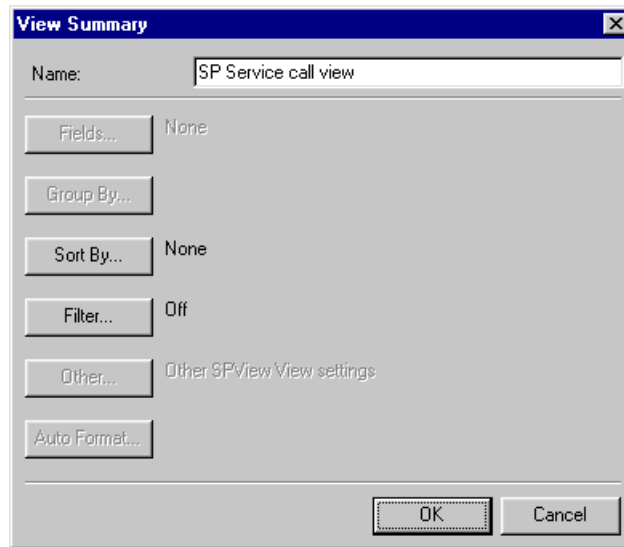 View Summary
Name: SP Service call view
Fields... None
Group By...
Sort By... None
Filter... Off
Other... Other SPView View settings
Auto Format...
OK Cancel